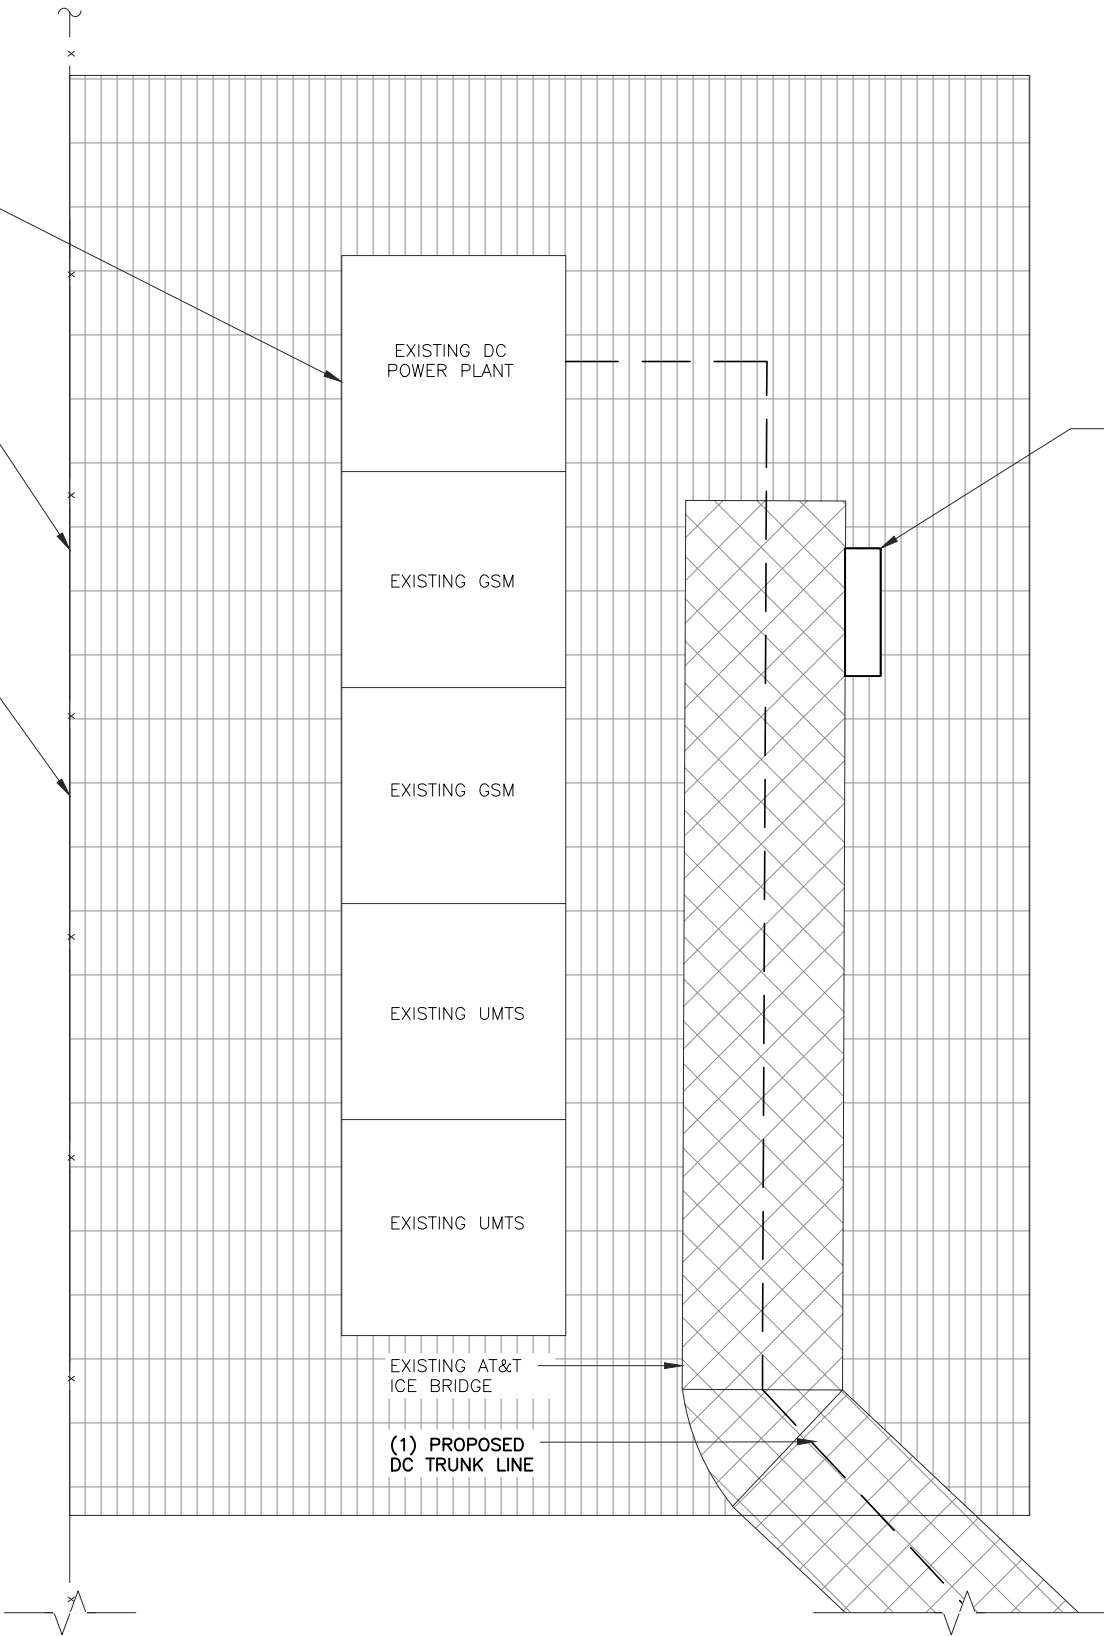 EXISTING DC
POWER PLANT
EXISTING GSM
EXISTING GSM
EXISTING UMTS
EXISTING UMTS
EXISTING AT&T
ICE BRIDGE
(1) PROPOSED
DC TRUNK LINE